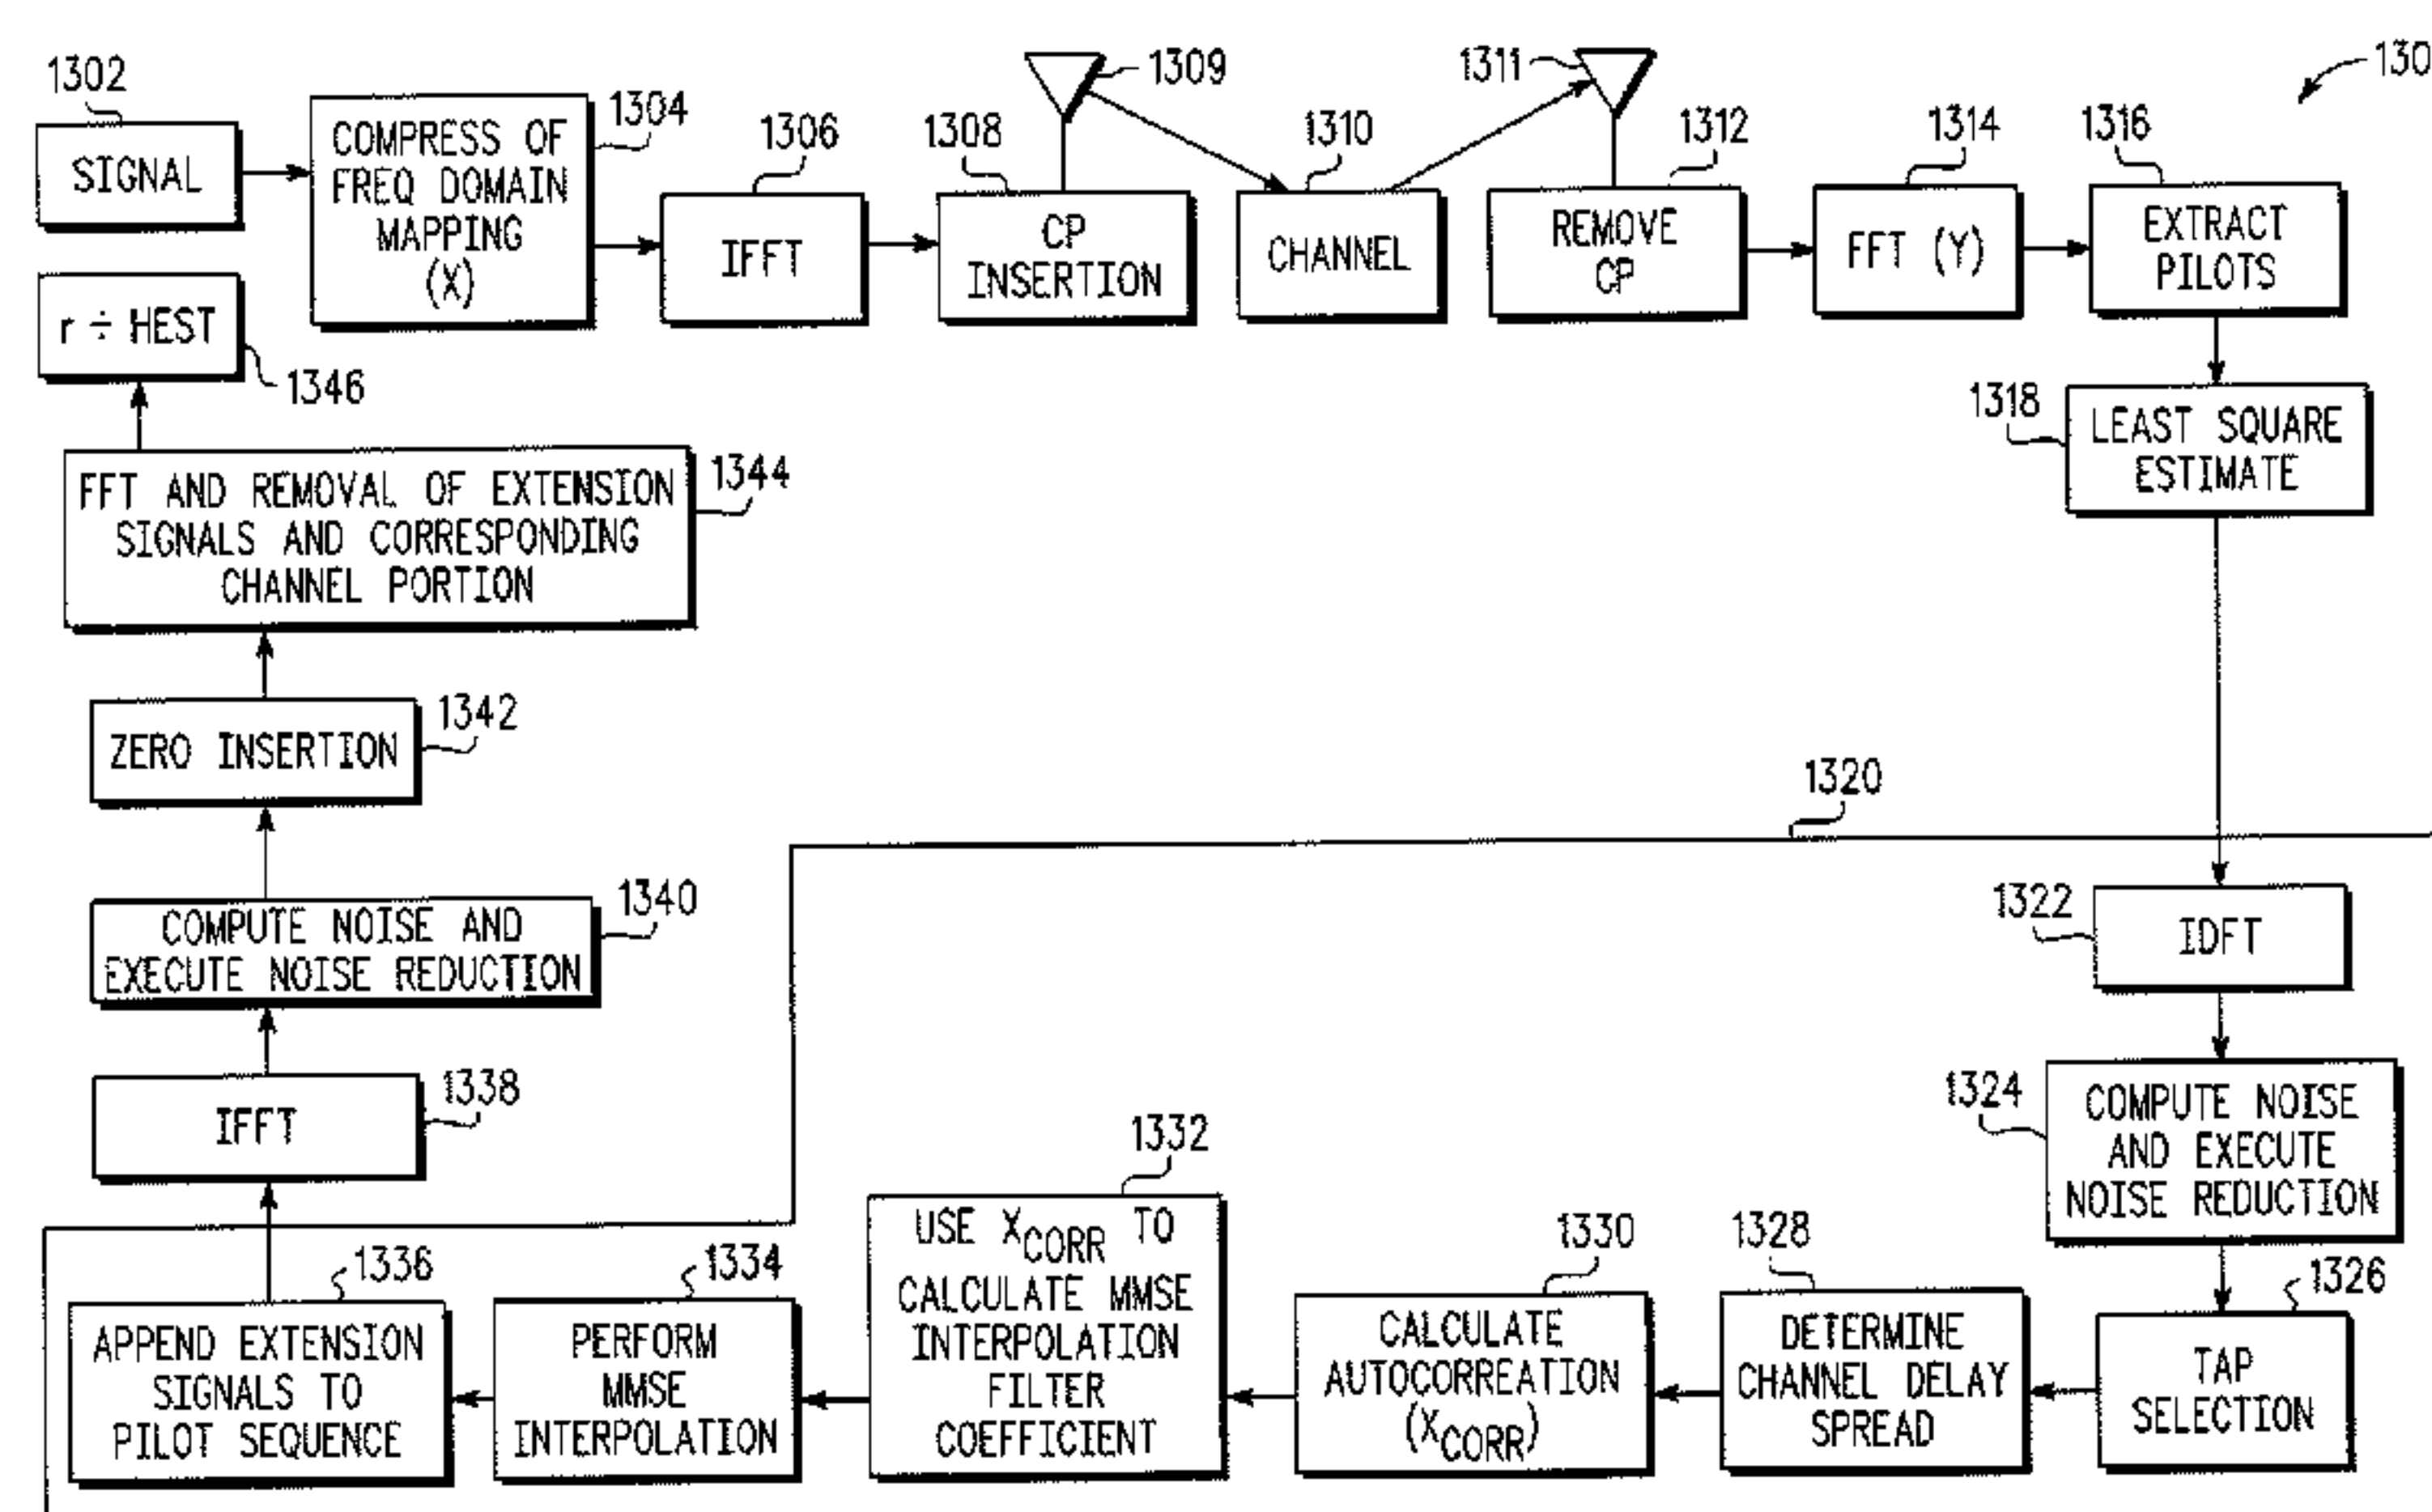 1302
SIGNAL
COMPRESS OF
FREQ DOMAIN
MAPPING
(X)
1304
1306
IFFT
1308
CP
INSERTION
1309
1310
CHANNEL
1311
1312
REMOVE
CP
1314
FFT (Y)
1316
EXTRACT
PILOTS
130
1318
LEAST SQUARE
ESTIMATE
r ÷ HEST
1346
FFT AND REMOVAL OF EXTENSION
SIGNALS AND CORRESPONDING
CHANNEL PORTION
1344
ZERO INSERTION
1342
1320
COMPUTE NOISE AND
EXECUTE NOISE REDUCTION
1340
1322
IDFT
IFFT
1338
1324
COMPUTE NOISE
AND EXECUTE
NOISE REDUCTION
1336
APPEND EXTENSION
SIGNALS TO
PILOT SEQUENCE
1334
PERFORM
MMSE
INTERPOLATION
1332
USE XCORR TO
CALCULATE MMSE
INTERPOLATION
FILTER
COEFFICIENT
1330
CALCULATE
AUTOCORREATION
(XCORR)
1328
DETERMINE
CHANNEL DELAY
SPREAD
1326
TAP
SELECTION